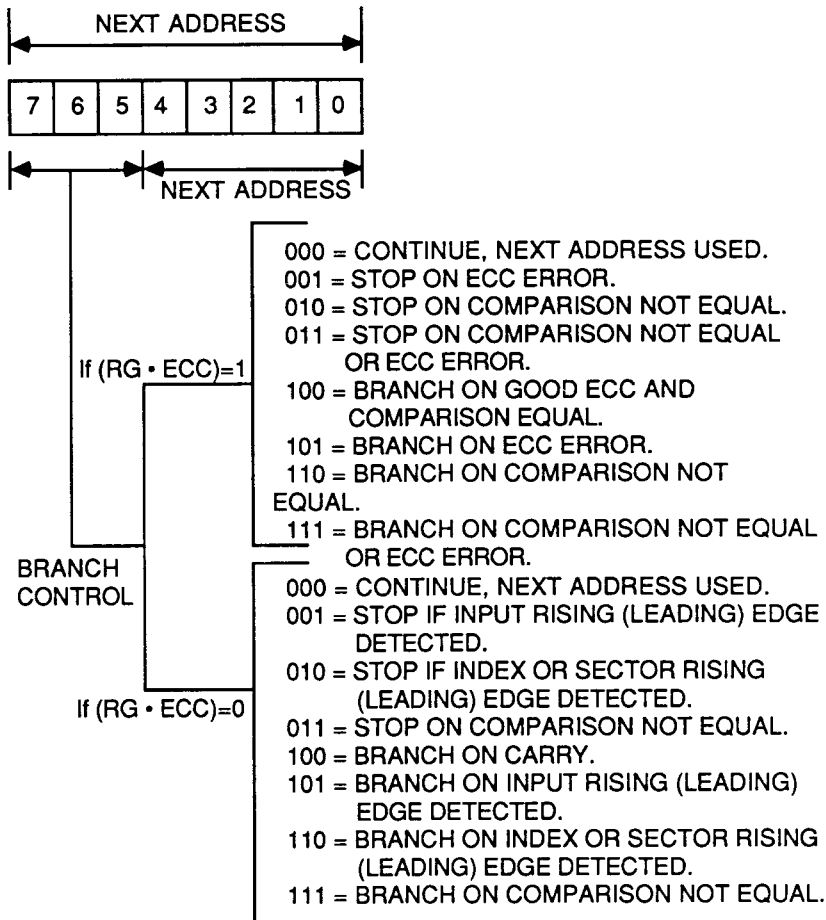 NEXT ADDRESS
7 6 5 4 3 2 1 0
NEXT ADDRESS
If (RG • ECC)=1
000 = CONTINUE, NEXT ADDRESS USED.
001 = STOP ON ECC ERROR.
010 = STOP ON COMPARISON NOT EQUAL.
011 = STOP ON COMPARISON NOT EQUAL
OR ECC ERROR.
100 = BRANCH ON GOOD ECC AND
COMPARISON EQUAL.
101 = BRANCH ON ECC ERROR.
110 = BRANCH ON COMPARISON NOT
EQUAL.
111 = BRANCH ON COMPARISON NOT EQUAL
OR ECC ERROR.
BRANCH
CONTROL
If (RG • ECC)=0
000 = CONTINUE, NEXT ADDRESS USED.
001 = STOP IF INPUT RISING (LEADING) EDGE
DETECTED.
010 = STOP IF INDEX OR SECTOR RISING
(LEADING) EDGE DETECTED.
011 = STOP ON COMPARISON NOT EQUAL.
100 = BRANCH ON CARRY.
101 = BRANCH ON INPUT RISING (LEADING)
EDGE DETECTED.
110 = BRANCH ON INDEX OR SECTOR RISING
(LEADING) EDGE DETECTED.
111 = BRANCH ON COMPARISON NOT EQUAL.